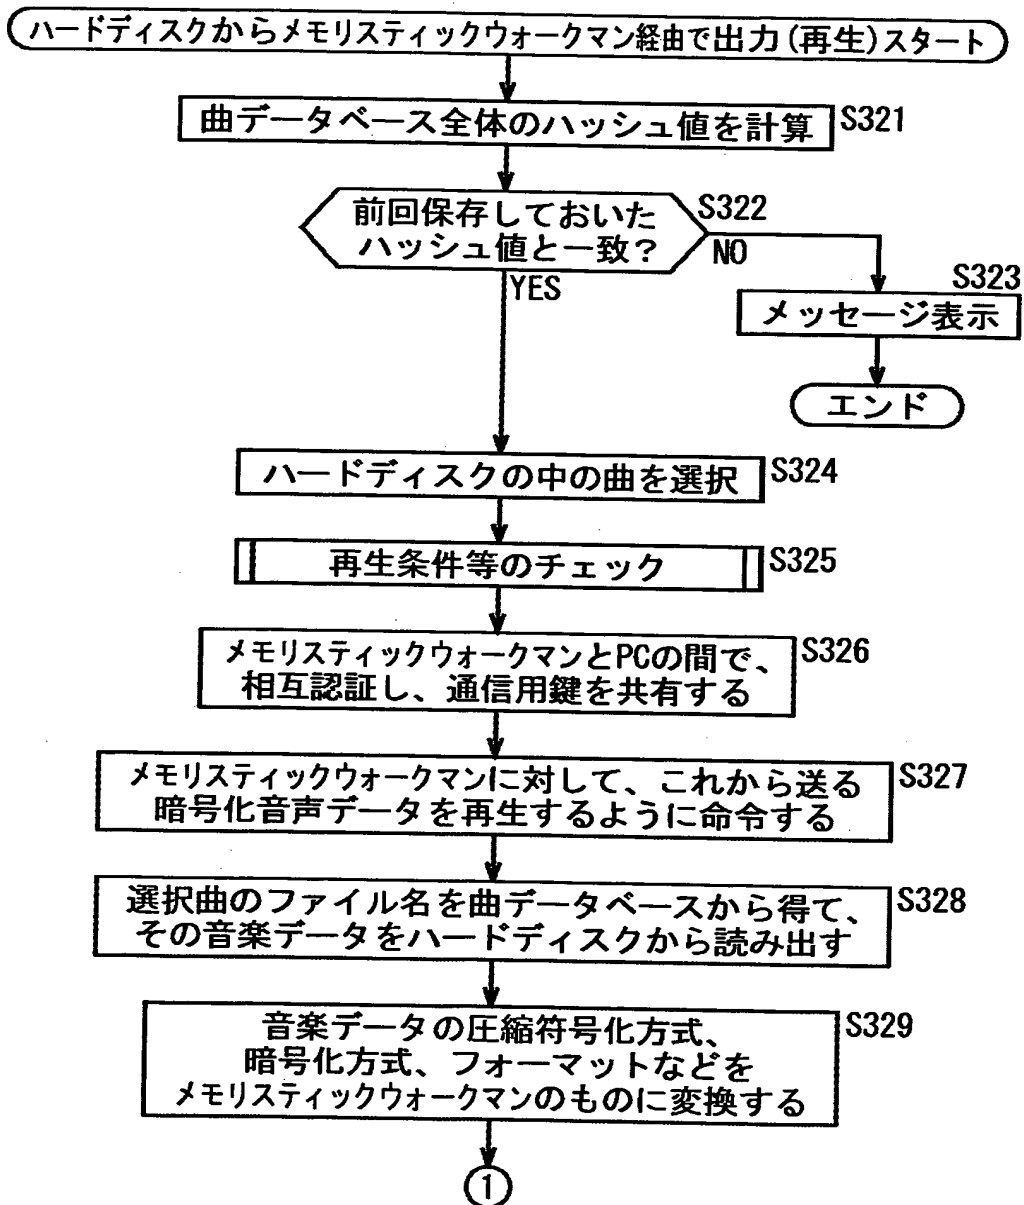 ハードディスクからメモリスティックウォークマン経由で出力(再生)スタート
曲データベース全体のハッシュ値を計算
S321
前回保存しておいた
ハッシュ値と一致?
S322
NO
YES
S323
メッセージ表示
エンド
ハードディスクの中の曲を選択
S324
再生条件等のチェック
S325
メモリスティックウォークマンとPCの間で、
相互認証し、通信用鍵を共有する
S326
メモリスティックウォークマンに対して、これから送る
暗号化音声データを再生するように命令する
S327
選択曲のファイル名を曲データベースから得て、
その音楽データをハードディスクから読み出す
S328
音楽データの圧縮符号化方式、
暗号化方式、フォーマットなどを
メモリスティックウォークマンのものに変換する
S329
1